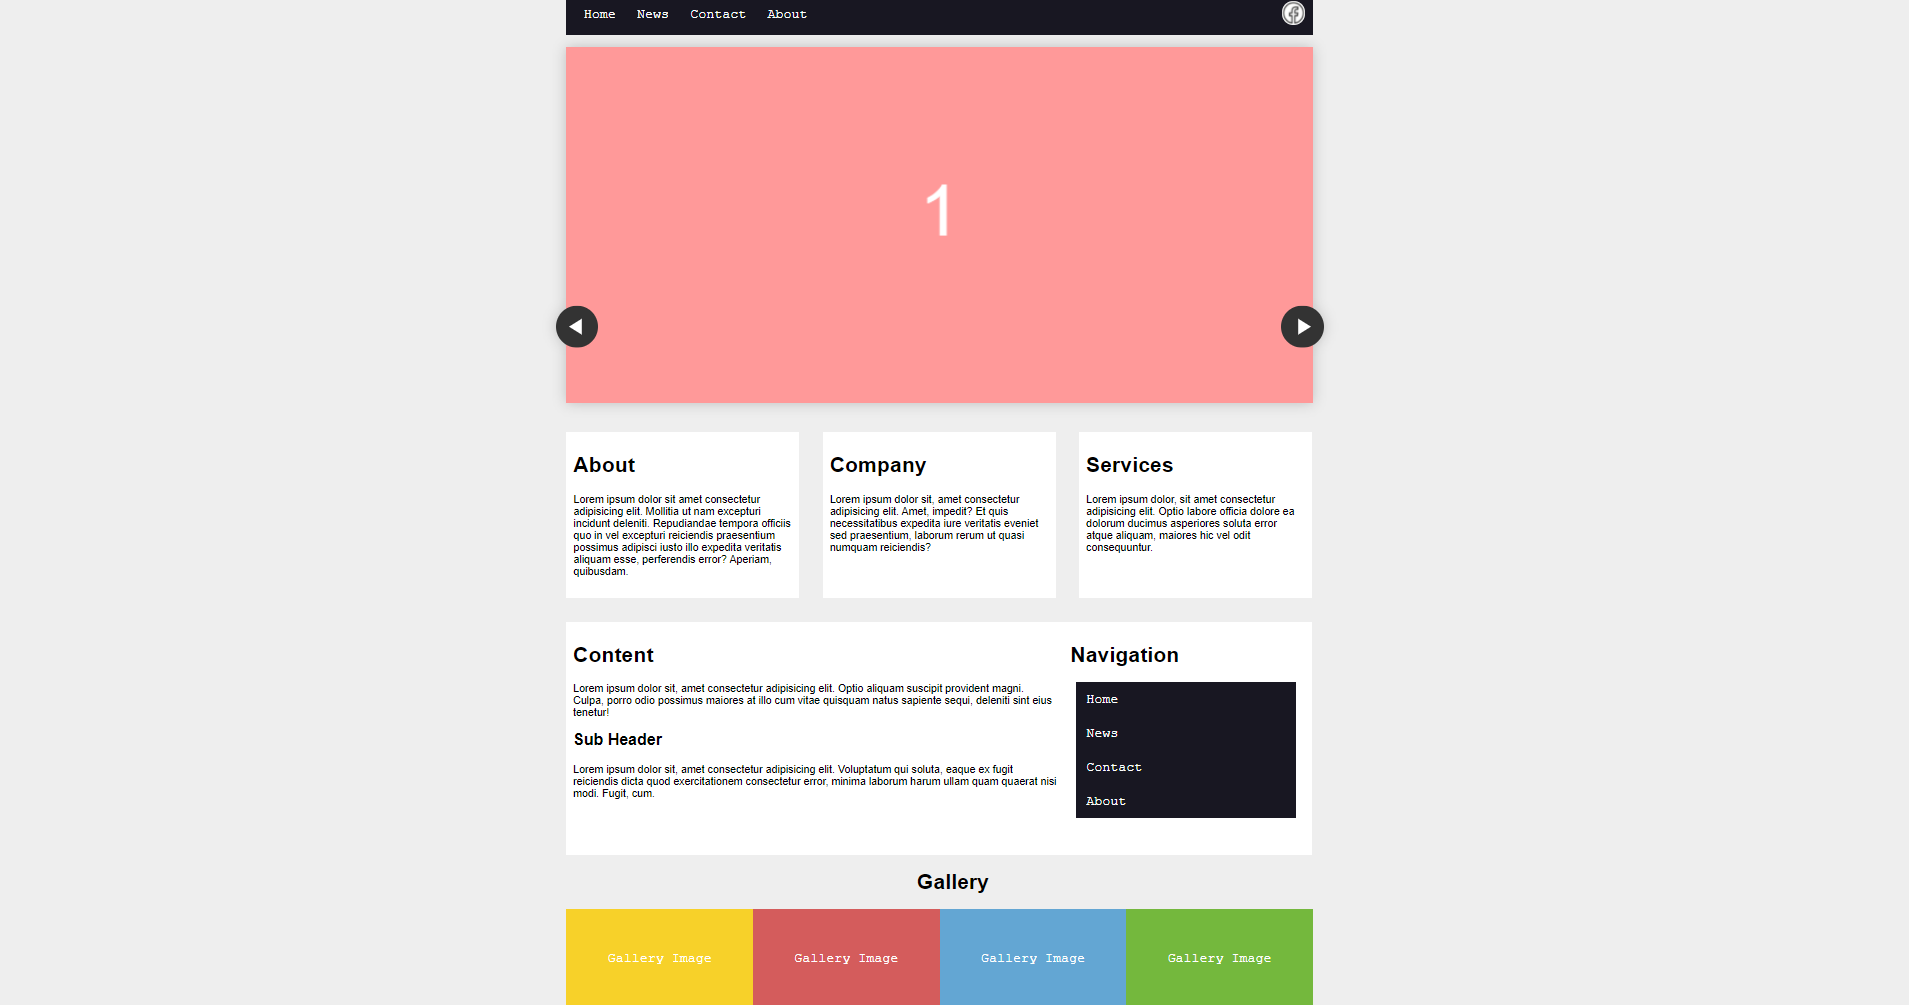 Home News Contact About
1
About
Lorem ipsum dolor sit amet consectetur
adipisicing elit. Mollitia ut nam excepturi
incidunt deleniti. Repudiandae tempora officiis
quo in vel excepturi reiciendis praesentium
possimus adipisci iusto illo expedita veritatis
aliquam esse, perferendis error? Aperiam,
quibusdam.
Company
Lorem ipsum dolor sit, amet consectetur
adipisicing elit. Amet, impedit? Et quis
necessitatibus expedita iure veritatis eveniet
sed praesentium, laborum rerum ut quasi
numquam reiciendis?
Services
Lorem ipsum dolor, sit amet consectetur
adipisicing elit. Optio labore officia dolore ea
dolorum ducimus asperiores soluta error
atque aliquam, maiores hic vel odit
consequuntur.
Content
Lorem ipsum dolor sit, amet consectetur adipisicing elit. Optio aliquam suscipit provident magni.
Culpa, porro odio possimus maiores at illo cum vitae quisquam natus sapiente sequi, deleniti sint eius
tenetur!
Sub Header
Lorem ipsum dolor sit, amet consectetur adipisicing elit. Voluptatum qui soluta, eaque ex fugit
reiciendis dicta quod exercitationem consectetur error, minima laborum harum ullam quam quaerat nisi
modi. Fugit, cum.
Navigation
Home
News
Contact
About
Gallery
Gallery Image
Gallery Image
Gallery Image
Gallery Image